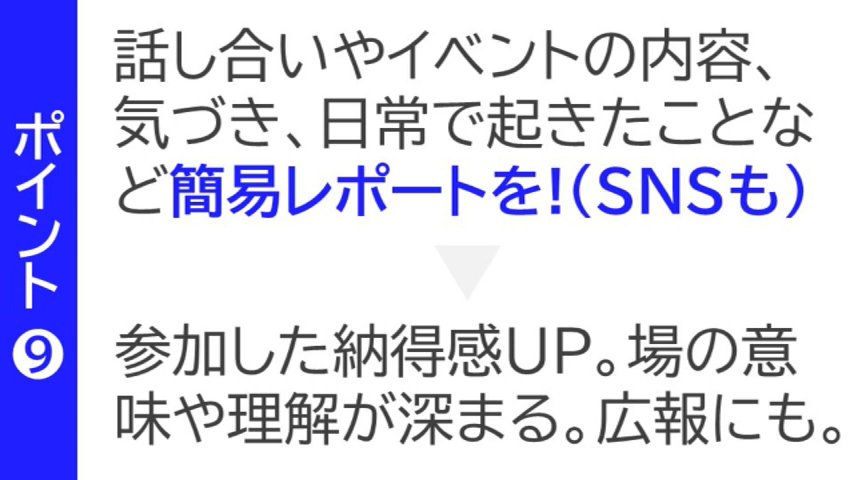 ポイント❾
話し合いやイベントの内容、
気づき、日常で起きたことな
ど簡易レポートを!(SNSも)
参加した納得感UP。場の意
味や理解が深まる。広報にも。